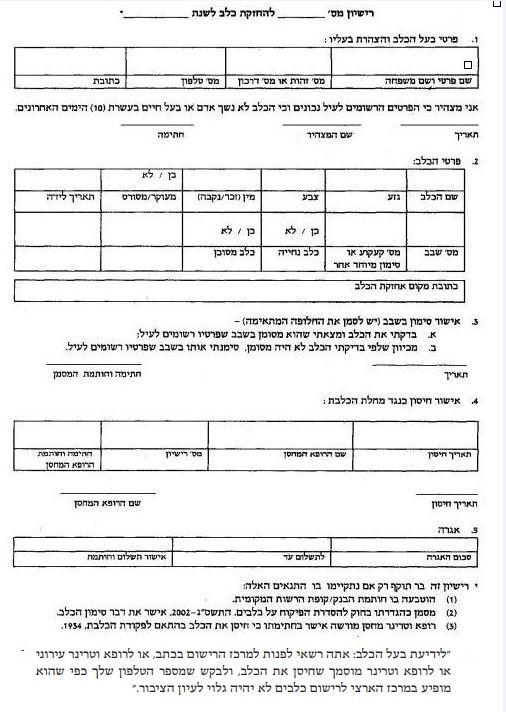 רישיון מס' ________ להחזקת כלב לשנת ________*
1. פרטי בעל הכלב והצהרת בעליו:
שם פרטי ושם משפחה | מס' זהות או מס' דרכון | מס' טלפון | כתובת
אני מצהיר כי הפרטים הרשומים לעיל נכונים וכי הכלב לא נשך אדם או בעל חיים בעשרת (10) הימים האחרונים.
תאריך שם המצהיר חתימה
2. פרטי הכלב:
כן / לא
שם הכלב | גזע | צבע | מין (זכר/נקבה) | מעוקר/מסורס | תאריך לידה
כן / לא | כן / לא
מס' שבב | מס' קעקוע או סימון מיוחד אחר | כלב נחייה | כלב מסוכן
כתובת מקום אחזקת הכלב
3. אישור סימון בשבב (יש לסמן את החלופה המתאימה) –
א. בדקתי את הכלב ומצאתי שהוא מסומן בשבב שפרטיו רשומים לעיל;
ב. מכיוון שלפי בדיקתי הכלב לא היה מסומן, סימנתי אותו בשבב שפרטיו רשומים לעיל.
תאריך חתימה וחותמת המסמן
4. אישור חיסון כנגד מחלת הכלבת:
תאריך חיסון | שם הרופא המחסן | מס' רישיון | חתימה וחותמת הרופא המחסן
תאריך חיסון שם הרופא המחסן
5. אגרה
סכום האגרה | לתשלום עד | אישור תשלום וחותמת
* רישיון זה בר תוקף רק אם נתקיימו בו התנאים האלה:
(1) הוטבעה בו חותמת הבנק/קופת הרשות המקומית.
(2) מסמן כהגדרתו בחוק להסדרת הפיקוח על כלבים, התשס"ג-2002, אישר את דבר סימון הכלב.
(3) רופא וטרינר מחסן מורשה אישר בחתימתו כי חיסן את הכלב בהתאם לפקודת הכלבת, 1934.
"לידיעת בעל הכלב: אתה רשאי לפנות למרכז הרישום בכתב, או לרופא וטרינר עירוני
או לרופא וטרינר מוסמך שחיסן את הכלב, ולבקש שמספר הטלפון שלך כפי שהוא
מופיע במרכז הארצי לרישום כלבים לא יהיה גלוי לעיון הציבור."